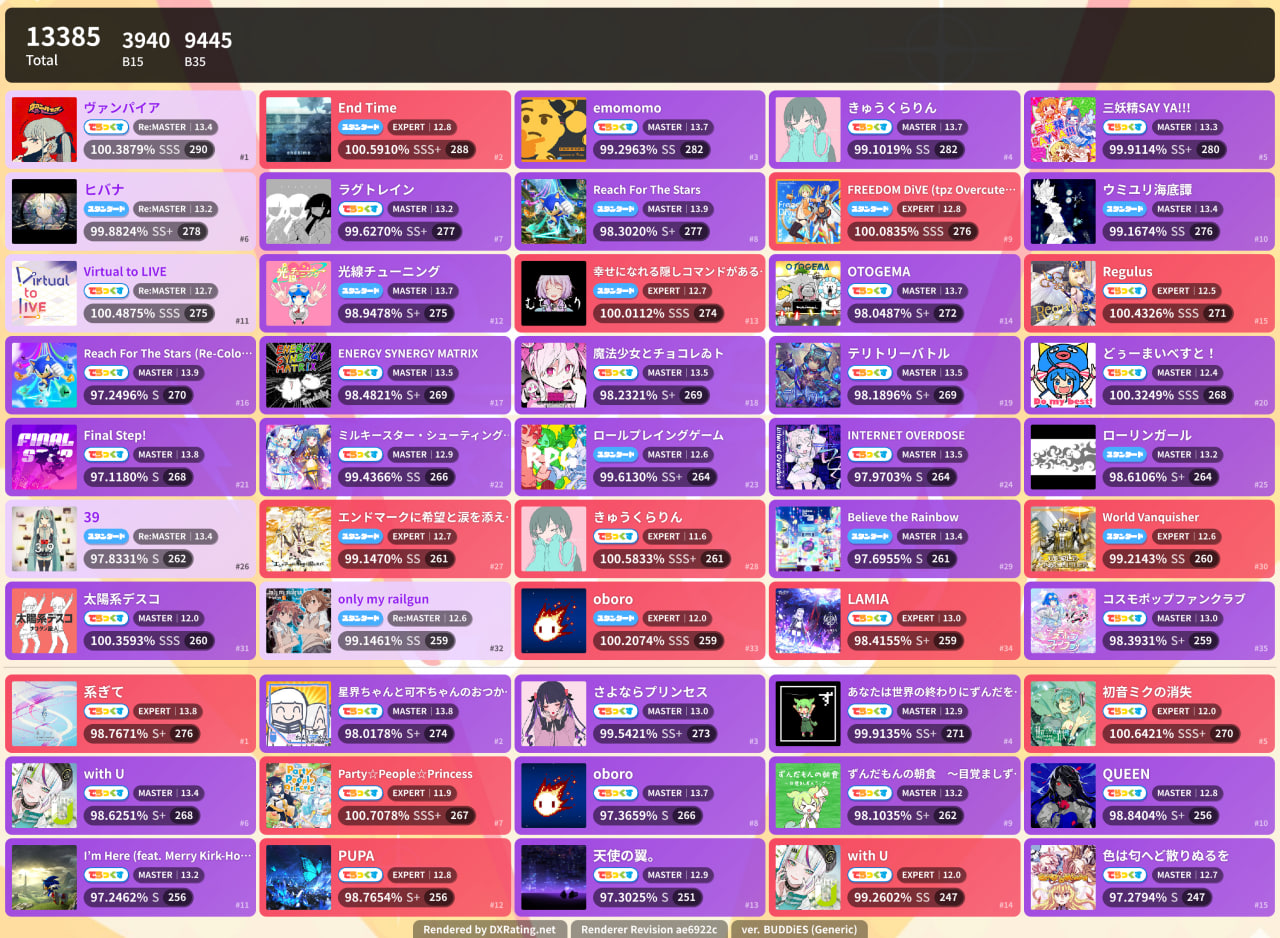 13385 3940 9445
Total B15 B35
ヴァンパイア
でらっくす Re:MASTER | 13.4
100.3879% SSS 290 #1
End Time
スタンダード EXPERT | 12.8
100.5910% SSS+ 288 #2
emomomo
でらっくす MASTER | 13.7
99.2963% SS 282 #3
きゅうくらりん
でらっくす MASTER | 13.7
99.1019% SS 282 #4
三妖精SAY YA!!!
でらっくす MASTER | 13.3
99.9114% SS+ 280 #5
ヒバナ
スタンダード Re:MASTER | 13.2
99.8824% SS+ 278 #6
ラグトレイン
でらっくす MASTER | 13.2
99.6270% SS+ 277 #7
Reach For The Stars
スタンダード MASTER | 13.9
98.3020% S+ 277 #8
FREEDOM DiVE (tpz Overcute···
スタンダード EXPERT | 12.8
100.0835% SSS 276 #9
ウミユリ海底譚
スタンダード MASTER | 13.4
99.1674% SS 276 #10
Virtual to LIVE
でらっくす Re:MASTER | 12.7
100.4875% SSS 275 #11
光線チューニング
スタンダード MASTER | 13.7
98.9478% S+ 275 #12
幸せになれる隠しコマンドがある·
スタンダード EXPERT | 12.7
100.0112% SSS 274 #13
OTOGEMA
でらっくす MASTER | 13.7
98.0487% S+ 272 #14
Regulus
でらっくす EXPERT | 12.5
100.4326% SSS 271 #15
Reach For The Stars (Re-Colo···
でらっくす MASTER | 13.9
97.2496% S 270 #16
ENERGY SYNERGY MATRIX
でらっくす MASTER | 13.5
98.4821% S+ 269 #17
魔法少女とチョコレゐト
でらっくす MASTER | 13.5
98.2321% S+ 269 #18
テリトリーバトル
でらっくす MASTER | 13.5
98.1896% S+ 269 #19
どぅーまいべすと！
でらっくす MASTER | 12.4
100.3249% SSS 268 #20
Final Step!
でらっくす MASTER | 13.8
97.1180% S 268 #21
ミルキースター・シューティング·
でらっくす MASTER | 12.9
99.4366% SS 266 #22
ロールプレイングゲーム
スタンダード MASTER | 12.6
99.6130% SS+ 264 #23
INTERNET OVERDOSE
でらっくす MASTER | 13.5
97.9703% S 264 #24
ローリンガール
スタンダード MASTER | 13.2
98.6106% S+ 264 #25
39
スタンダード Re:MASTER | 13.4
97.8331% S 262 #26
エンドマークに希望と涙を添え·
スタンダード EXPERT | 12.7
99.1470% SS 261 #27
きゅうくらりん
でらっくす EXPERT | 11.6
100.5833% SSS+ 261 #28
Believe the Rainbow
スタンダード MASTER | 13.4
97.6955% S 261 #29
World Vanquisher
スタンダード EXPERT | 12.6
99.2143% SS 260 #30
太陽系デスコ
でらっくす MASTER | 12.0
100.3593% SSS 260 #31
only my railgun
スタンダード Re:MASTER | 12.6
99.1461% SS 259 #32
oboro
スタンダード EXPERT | 12.0
100.2074% SSS 259 #33
LAMIA
でらっくす EXPERT | 13.0
98.4155% S+ 259 #34
コスモポップファンクラブ
でらっくす MASTER | 13.0
98.3931% S+ 259 #35
系ぎて
でらっくす EXPERT | 13.8
98.7671% S+ 276 #1
星界ちゃんと可不ちゃんのおつか·
でらっくす MASTER | 13.8
98.0178% S+ 274 #2
さよならプリンセス
でらっくす MASTER | 13.0
99.5421% SS+ 273 #3
あなたは世界の終わりにずんだを·
でらっくす MASTER | 12.9
99.9135% SS+ 271 #4
初音ミクの消失
でらっくす EXPERT | 12.0
100.6421% SSS+ 270 #5
with U
でらっくす MASTER | 13.4
98.6251% S+ 268 #6
Party☆People☆Princess
でらっくす EXPERT | 11.9
100.7078% SSS+ 267 #7
oboro
でらっくす MASTER | 13.7
97.3659% S 266 #8
ずんだもんの朝食　〜目覚ましず·
でらっくす MASTER | 13.2
98.1035% S+ 262 #9
QUEEN
でらっくす MASTER | 12.8
98.8404% S+ 256 #10
I'm Here (feat. Merry Kirk-Ho···
でらっくす MASTER | 13.2
97.2462% S 256 #11
PUPA
でらっくす EXPERT | 12.8
98.7654% S+ 256 #12
天使の翼。
でらっくす MASTER | 12.9
97.3025% S 251 #13
with U
でらっくす EXPERT | 12.0
99.2602% SS 247 #14
色は匂へど散りぬるを
でらっくす MASTER | 12.7
97.2794% S 247 #15
Rendered by DXRating.net Renderer Revision ae6922c ver. BUDDiES (Generic)